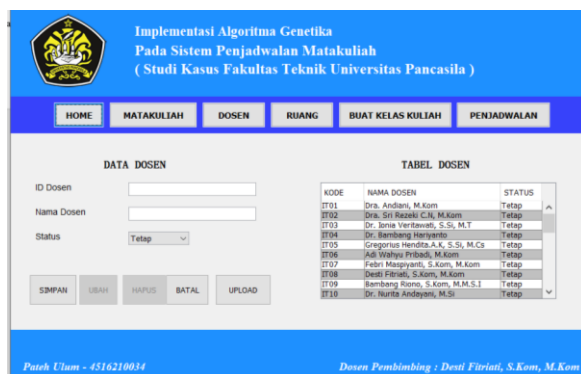 Implementasi Algoritma Genetika
Pada Sistem Penjadwalan Matakuliah
( Studi Kasus Fakultas Teknik Universitas Pancasila )
HOME MATAKULIAH DOSEN RUANG BUAT KELAS KULIAH PENJADWALAN
DATA DOSEN
ID Dosen
Nama Dosen
Status Tetap
SIMPAN UBAH HAPUS BATAL UPLOAD
TABEL DOSEN
KODE NAMA DOSEN STATUS
IT01 Dra. Andiani, M.Kom Tetap
IT02 Dra. Sri Rezeki C.N, M.Kom Tetap
IT03 Dr. Ionia Veritawati, S.Si, M.T Tetap
IT04 Dr. Bambang Hariyanto Tetap
IT05 Gregorius Hendita.A.K, S.Si, M.Cs Tetap
IT06 Adi Wahyu Pribadi, M.Kom Tetap
IT07 Febri Maspiyanti, S.Kom, M.Kom Tetap
IT08 Desti Fitriati, S.Kom, M.Kom Tetap
IT09 Bambang Riono, S.Kom, M.M.S.I Tetap
IT10 Dr. Nurita Andayani, M.Si Tetap
Pateh Ulum - 4516210034
Dosen Pembimbing : Desti Fitriati, S.Kom, M.Kom